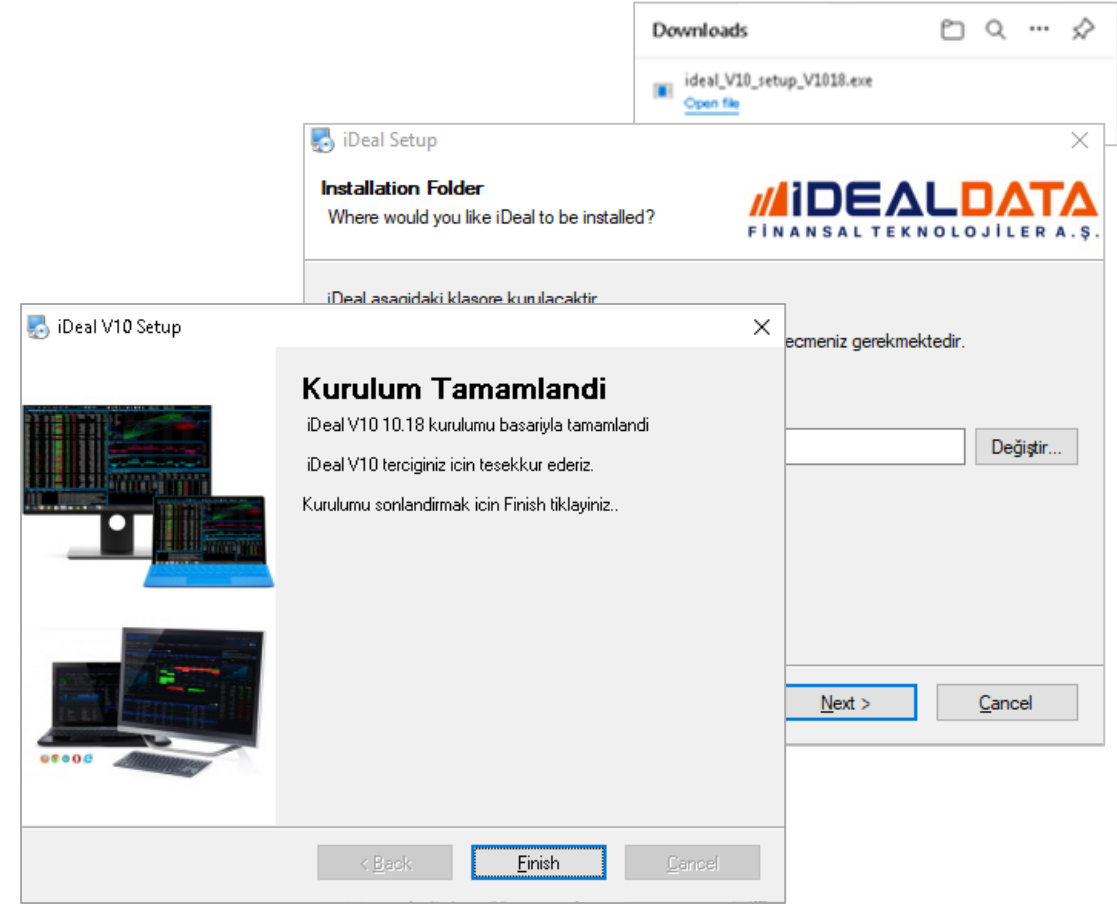 Downloads
ideal_V10_setup_V1018.exe
Open file
iDeal Setup
Installation Folder
Where would you like iDeal to be installed?
iDEALDATA
FİNANSAL TEKNOLOJİLER A.Ş.
iDeal asagidaki klasore kurulacaktir
ecmeniz gerekmektedir.
Değiştir...
Next >
Cancel
iDeal V10 Setup
Kurulum Tamamlandi
iDeal V10 10.18 kurulumu basariyla tamamlandi
iDeal V10 terciginiz icin tesekkur ederiz.
Kurulumu sonlandirmak icin Finish tiklayiniz..
< Back
Finish
Cancel